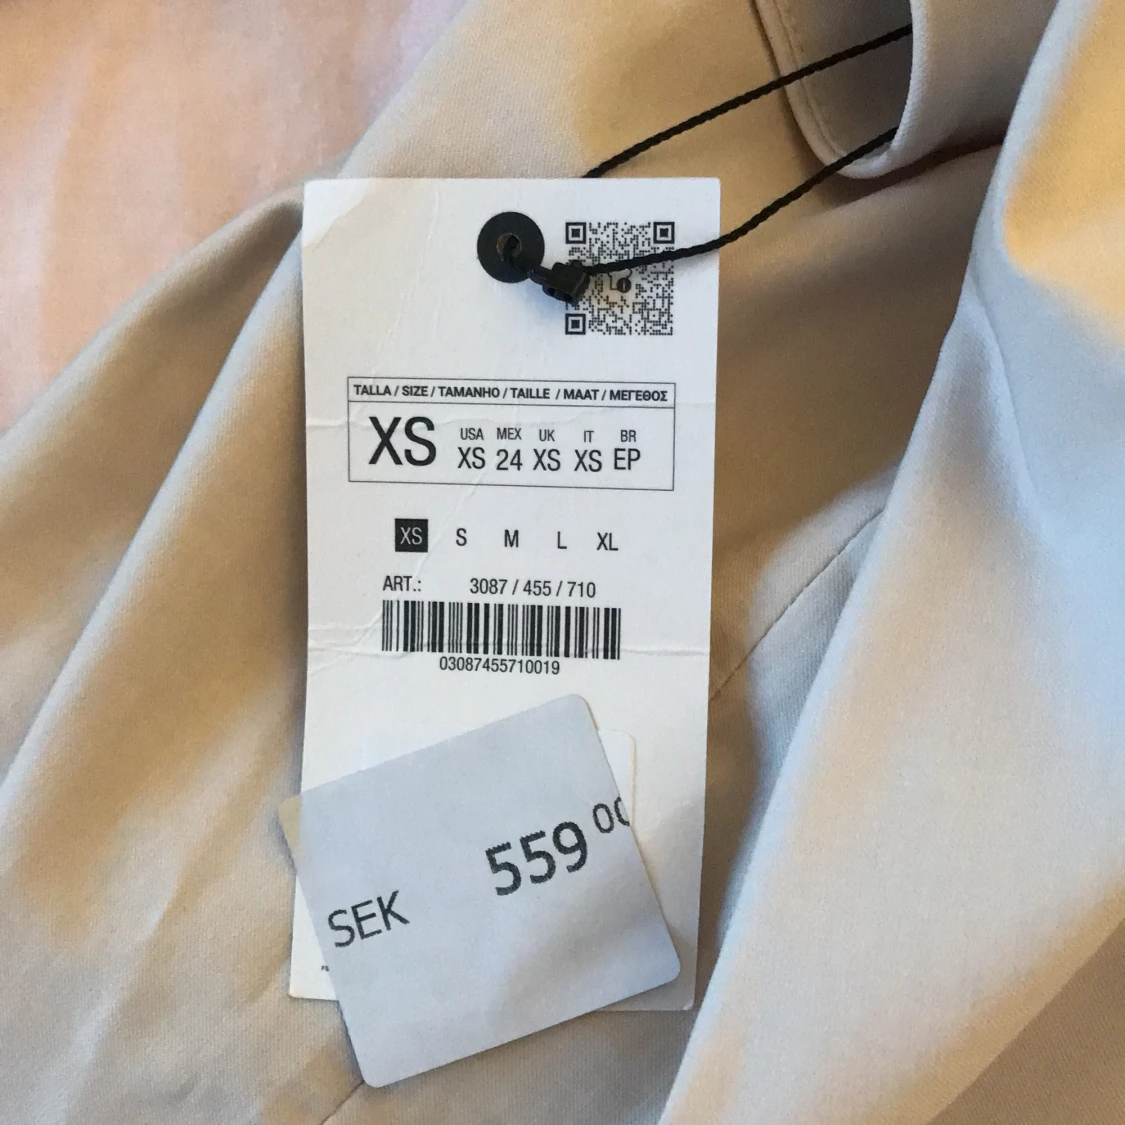 TALLA / SIZE / TAMANHO / TAILLE / MAAT / ΜΕΓΕΘΟΣ
XS
USA MEX UK IT BR
XS 24 XS XS EP
XS S M L XL
ART.: 3087 / 455 / 710
03087455710019
SEK 559 00